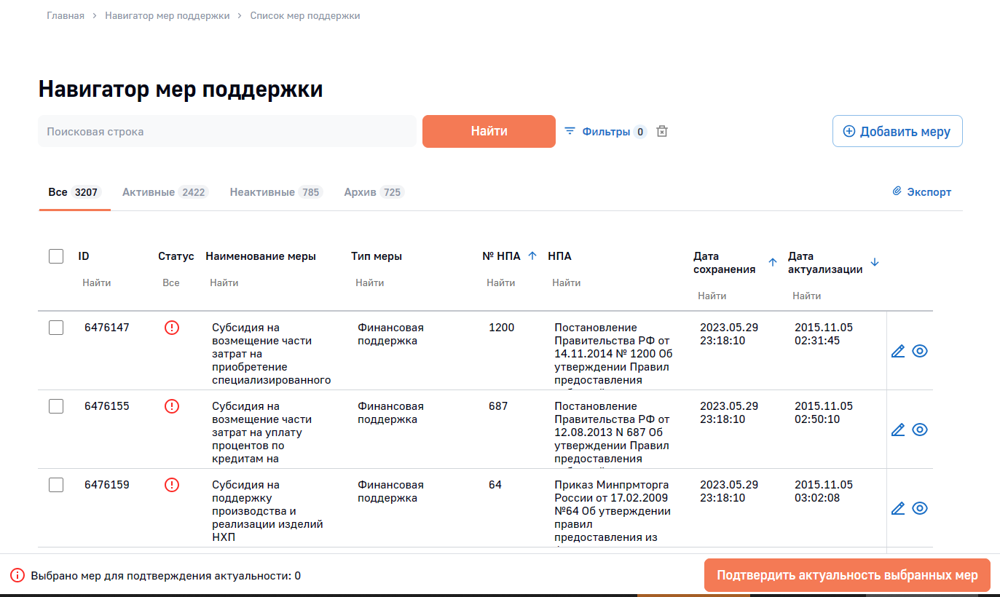 Главная > Навигатор мер поддержки > Список мер поддержки
Навигатор мер поддержки
Поисковая строка
Найти
Фильтры 0
Добавить меру
Все 3207 Активные 2422 Неактивные 785 Архив 725
Экспорт
ID Статус Наименование меры Тип меры № НПА НПА Дата сохранения Дата актуализации
Найти Все Найти Найти Найти Найти Найти Найти
6476147
Субсидия на
возмещение части
затрат на
приобретение
специализированного
Финансовая
поддержка
1200
Постановление
Правительства РФ от
14.11.2014 № 1200 Об
утверждении Правил
предоставления
2023.05.29
23:18:10
2015.11.05
02:31:45
6476155
Субсидия на
возмещение части
затрат на уплату
процентов по
кредитам на
Финансовая
поддержка
687
Постановление
Правительства РФ от
12.08.2013 N 687 Об
утверждении Правил
предоставления
2023.05.29
23:18:10
2015.11.05
02:50:10
6476159
Субсидия на
поддержку
производства и
реализации изделий
НХП
Финансовая
поддержка
64
Приказ Минпрмторга
России от 17.02.2009
№64 Об утверждении
правил
предоставления из
2023.05.29
23:18:10
2015.11.05
03:02:08
Выбрано мер для подтверждения актуальности: 0
Подтвердить актуальность выбранных мер